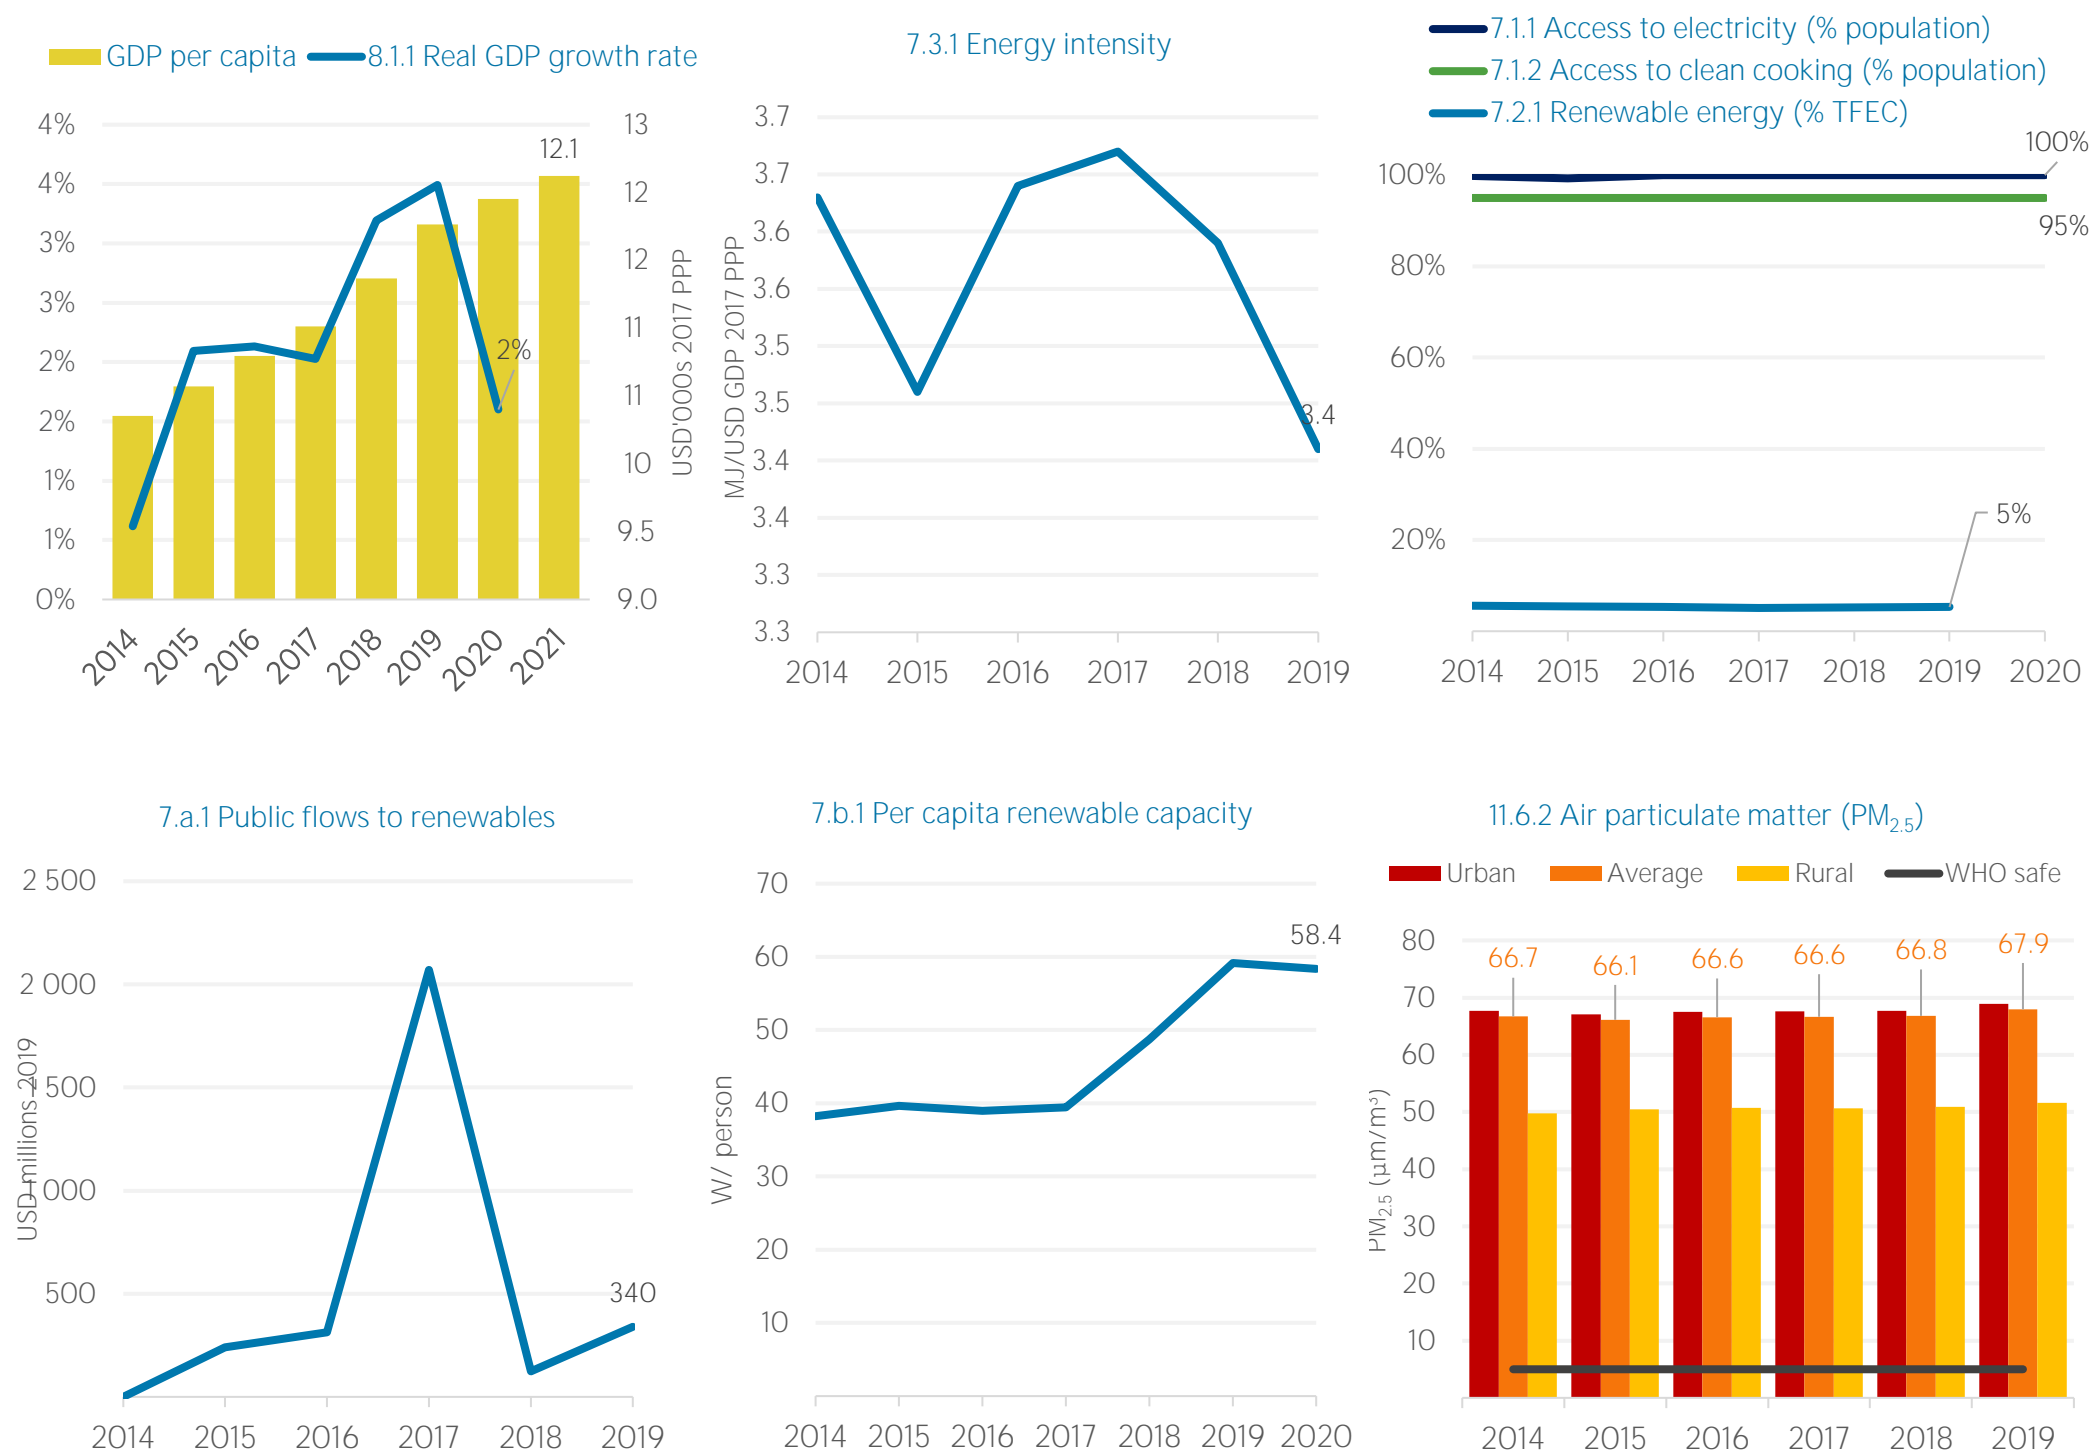 GDP per capita 8.1.1 Real GDP growth rate
4%
4%
3%
3%
2%
2%
1%
1%
0%
13
12
12
11
11
10
9.5
9.0
USD'000s 2017 PPP
12.1
2%
2014 2015 2016 2017 2018 2019 2020 2021
7.3.1 Energy intensity
MJ/USD GDP 2017 PPP
3.7
3.7
3.6
3.6
3.5
3.5
3.4
3.4
3.3
3.3
3.4
2014 2015 2016 2017 2018 2019
7.1.1 Access to electricity (% population)
7.1.2 Access to clean cooking (% population)
7.2.1 Renewable energy (% TFEC)
100%
80%
60%
40%
20%
100%
95%
5%
2014 2015 2016 2017 2018 2019 2020
7.a.1 Public flows to renewables
USD millions 2019
2 500
2 000
1 500
1 000
500
340
2014 2015 2016 2017 2018 2019
7.b.1 Per capita renewable capacity
W/ person
70
60
50
40
30
20
10
58.4
2014 2015 2016 2017 2018 2019 2020
11.6.2 Air particulate matter (PM2.5)
Urban Average Rural WHO safe
PM2.5 (μm/m³)
80
70
60
50
40
30
20
10
66.7 66.1 66.6 66.6 66.8 67.9
2014 2015 2016 2017 2018 2019